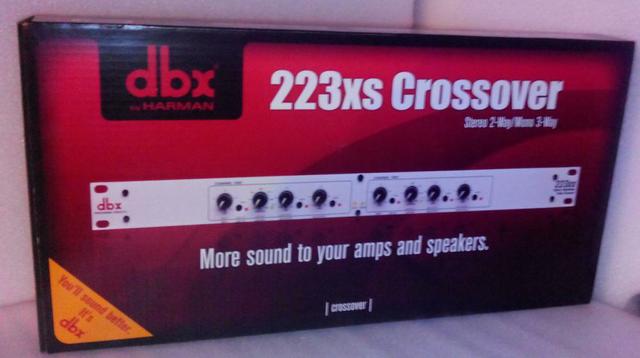 dbx
by HARMAN
223xs Crossover
Stereo 2-Way/Mono 3-Way
dbx
223xs
More sound to your amps and speakers.
You'll sound better.
It's
dbx
| crossover |